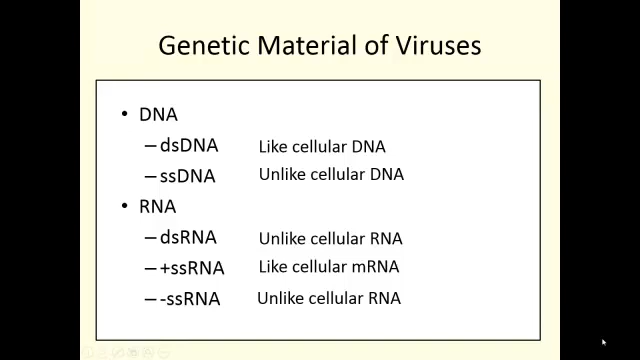 Genetic Material of Viruses
• DNA
– dsDNA Like cellular DNA
– ssDNA Unlike cellular DNA
• RNA
– dsRNA Unlike cellular RNA
– +ssRNA Like cellular mRNA
– -ssRNA Unlike cellular RNA